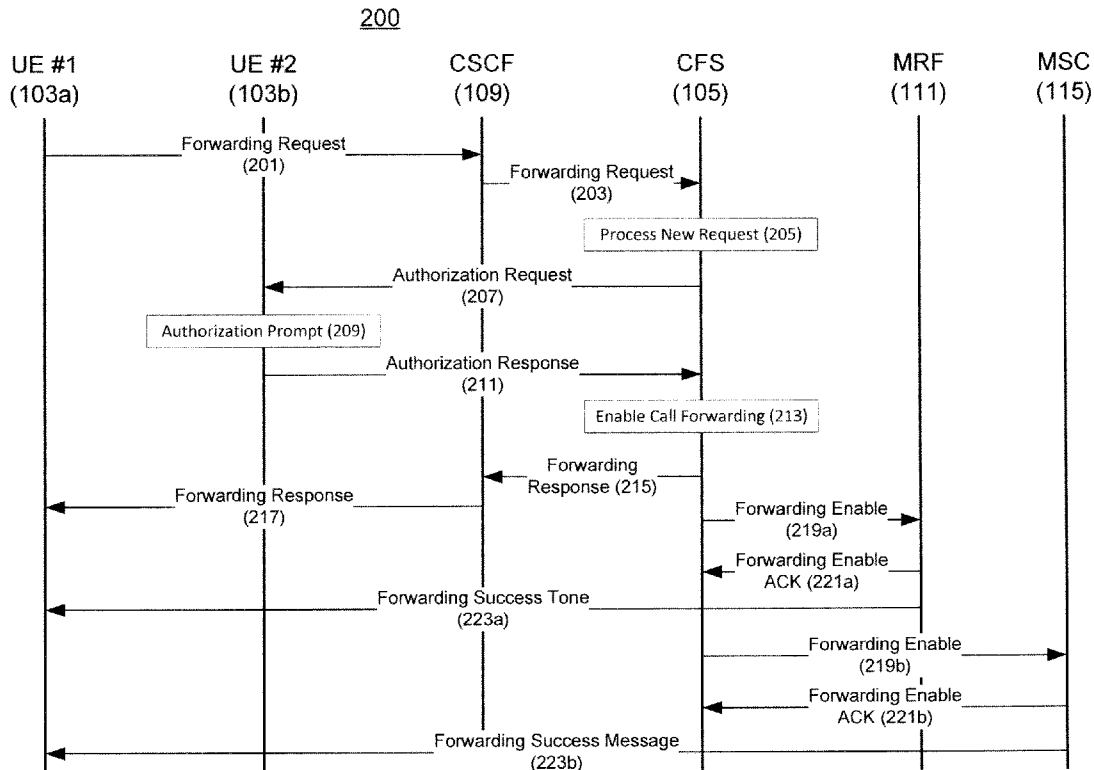 200
UE #1
(103a)
UE #2
(103b)
CSCF
(109)
CFS
(105)
MRF
(111)
MSC
(115)
Forwarding Request
(201)
Forwarding Request
(203)
Process New Request (205)
Authorization Request
(207)
Authorization Prompt (209)
Authorization Response
(211)
Enable Call Forwarding (213)
Forwarding
Response (215)
Forwarding Response
(217)
Forwarding Enable
(219a)
Forwarding Enable
ACK (221a)
Forwarding Success Tone
(223a)
Forwarding Enable
(219b)
Forwarding Enable
ACK (221b)
Forwarding Success Message
(223b)